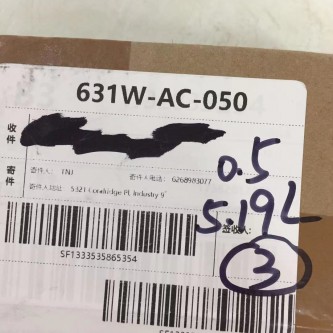 631W-AC-050
收件
寄件
寄件人: TNJ 寄件人电话: 6268983077
寄件人地址: 5321 Coralridge Pl, Industry 9
签收人:
0.5
5.19L
3
SF1333535865354